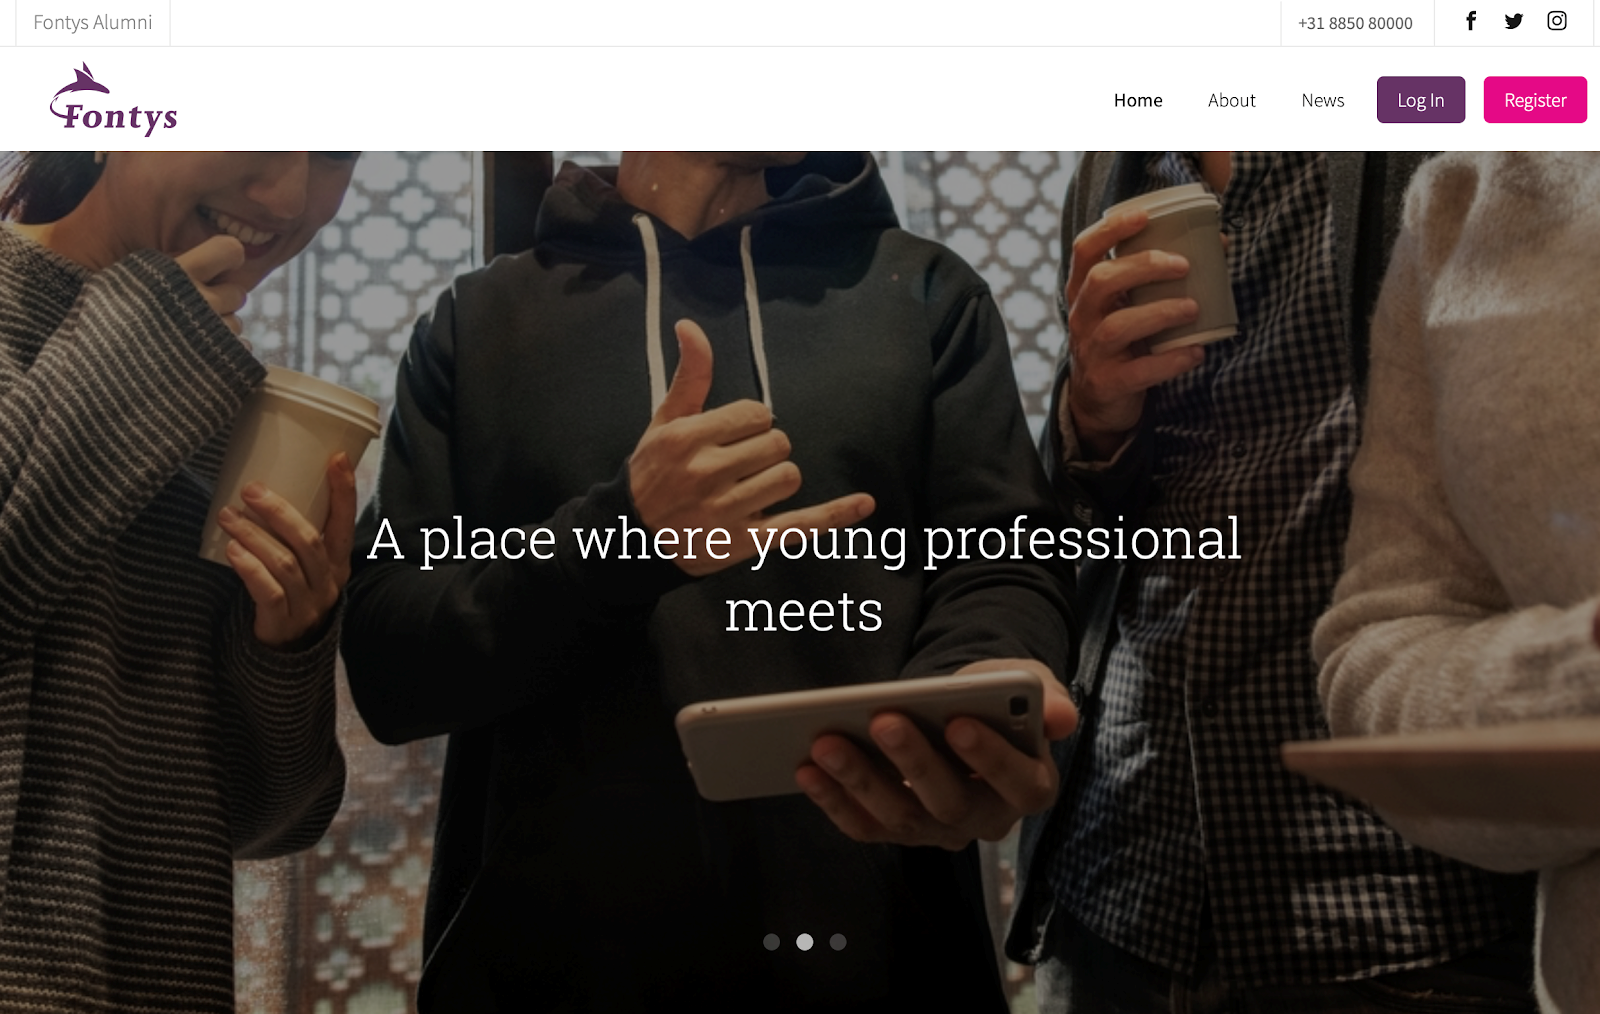 Fontys Alumni
+31 8850 80000
Fontys
Home
About
News
Log In
Register
A place where young professional
meets